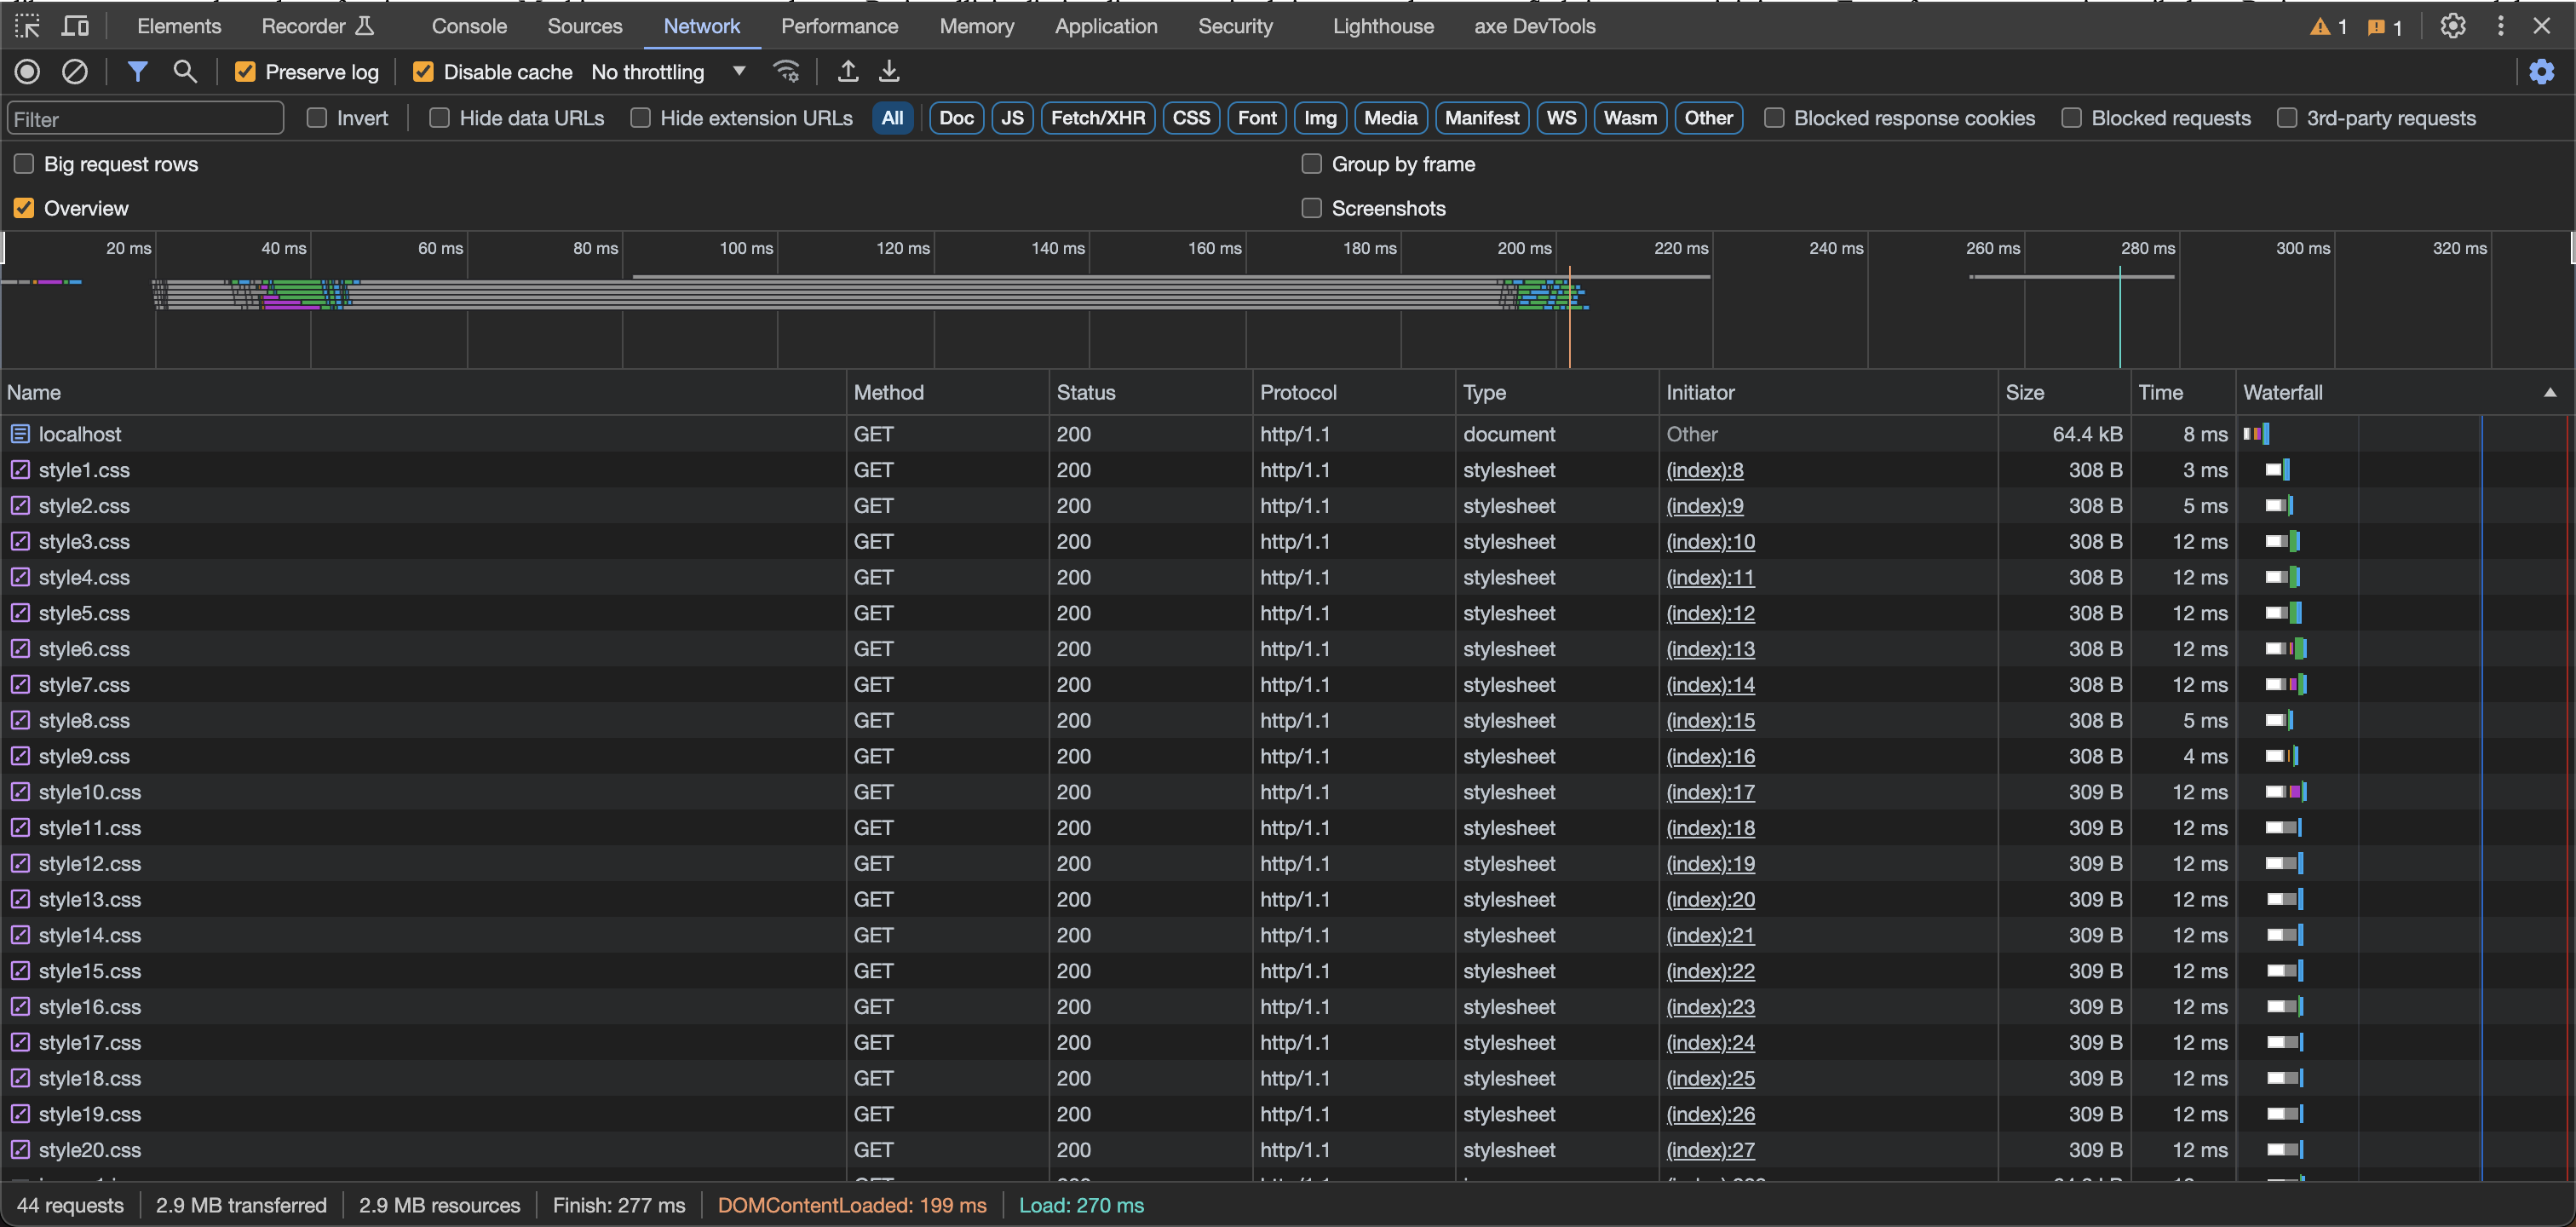 Elements Recorder Console Sources Network Performance Memory Application Security Lighthouse axe DevTools 1 1
Preserve log Disable cache No throttling
Filter Invert Hide data URLs Hide extension URLs All Doc JS Fetch/XHR CSS Font Img Media Manifest WS Wasm Other Blocked response cookies Blocked requests 3rd-party requests
Big request rows Group by frame
Overview Screenshots
20 ms 40 ms 60 ms 80 ms 100 ms 120 ms 140 ms 160 ms 180 ms 200 ms 220 ms 240 ms 260 ms 280 ms 300 ms 320 ms
Name Method Status Protocol Type Initiator Size Time Waterfall
localhost GET 200 http/1.1 document Other 64.4 kB 8 ms
style1.css GET 200 http/1.1 stylesheet (index):8 308 B 3 ms
style2.css GET 200 http/1.1 stylesheet (index):9 308 B 5 ms
style3.css GET 200 http/1.1 stylesheet (index):10 308 B 12 ms
style4.css GET 200 http/1.1 stylesheet (index):11 308 B 12 ms
style5.css GET 200 http/1.1 stylesheet (index):12 308 B 12 ms
style6.css GET 200 http/1.1 stylesheet (index):13 308 B 12 ms
style7.css GET 200 http/1.1 stylesheet (index):14 308 B 12 ms
style8.css GET 200 http/1.1 stylesheet (index):15 308 B 5 ms
style9.css GET 200 http/1.1 stylesheet (index):16 308 B 4 ms
style10.css GET 200 http/1.1 stylesheet (index):17 309 B 12 ms
style11.css GET 200 http/1.1 stylesheet (index):18 309 B 12 ms
style12.css GET 200 http/1.1 stylesheet (index):19 309 B 12 ms
style13.css GET 200 http/1.1 stylesheet (index):20 309 B 12 ms
style14.css GET 200 http/1.1 stylesheet (index):21 309 B 12 ms
style15.css GET 200 http/1.1 stylesheet (index):22 309 B 12 ms
style16.css GET 200 http/1.1 stylesheet (index):23 309 B 12 ms
style17.css GET 200 http/1.1 stylesheet (index):24 309 B 12 ms
style18.css GET 200 http/1.1 stylesheet (index):25 309 B 12 ms
style19.css GET 200 http/1.1 stylesheet (index):26 309 B 12 ms
style20.css GET 200 http/1.1 stylesheet (index):27 309 B 12 ms
44 requests 2.9 MB transferred 2.9 MB resources Finish: 277 ms DOMContentLoaded: 199 ms Load: 270 ms